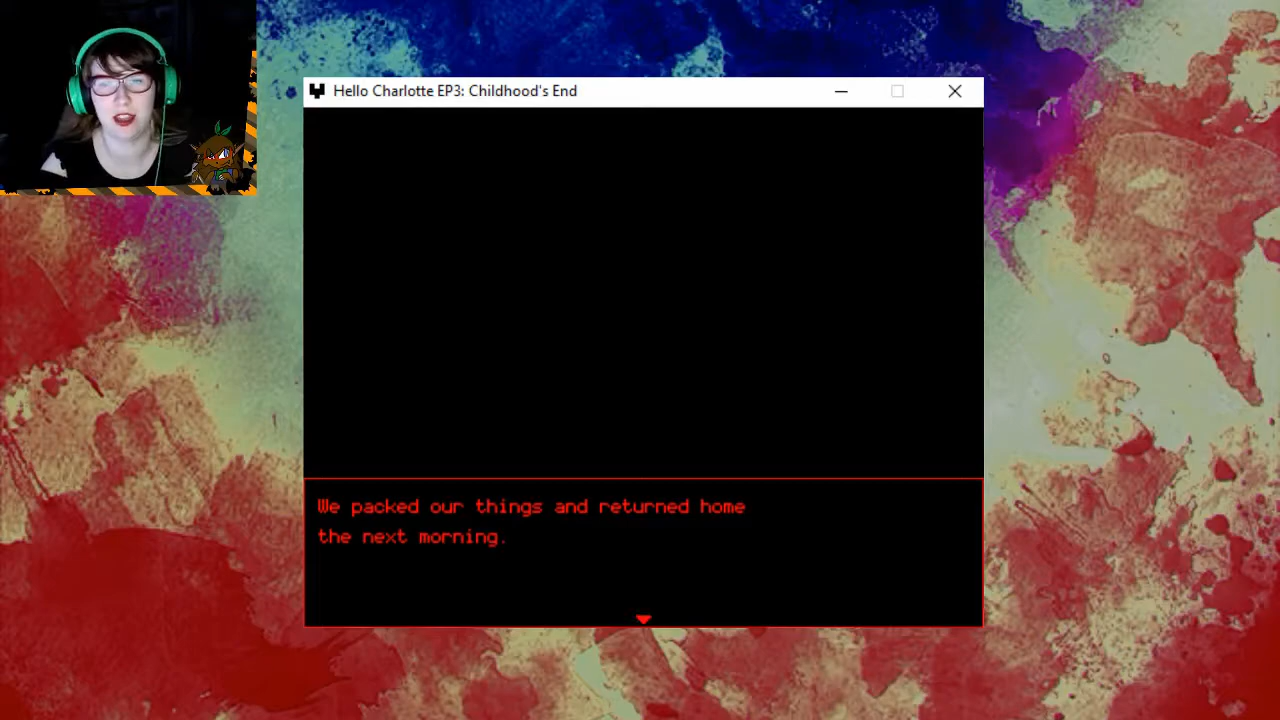 Hello Charlotte EP3: Childhood's End
We packed our things and returned home
the next morning.